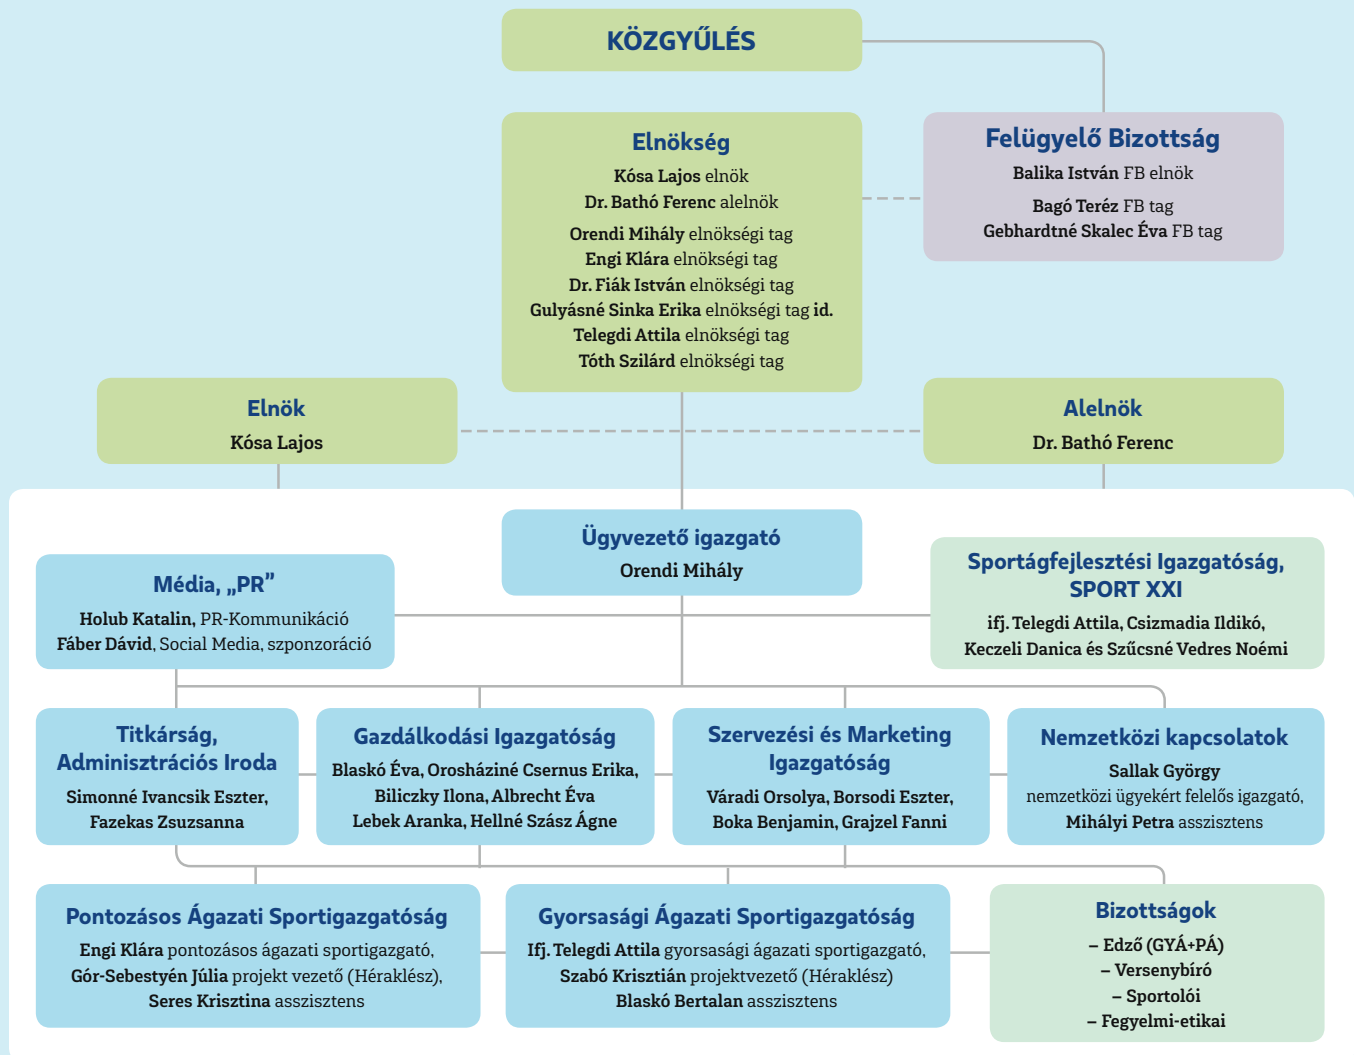 KÖZGYŰLÉS
Elnökség
Kósa Lajos elnök
Dr. Bathó Ferenc alelnök
Orendi Mihály elnökségi tag
Engi Klára elnökségi tag
Dr. Fiák István elnökségi tag
Gulyásné Sinka Erika elnökségi tag id.
Telegdi Attila elnökségi tag
Tóth Szilárd elnökségi tag
Felügyelő Bizottság
Balika István FB elnök
Bagó Teréz FB tag
Gebhardtné Skalec Éva FB tag
Elnök
Kósa Lajos
Alelnök
Dr. Bathó Ferenc
Ügyvezető igazgató
Orendi Mihály
Média, „PR”
Holub Katalin, PR-Kommunikáció
Fáber Dávid, Social Media, szponzoráció
Sportágfejlesztési Igazgatóság,
SPORT XXI
ifj. Telegdi Attila, Csizmadia Ildikó,
Keczeli Danica és Szűcsné Vedres Noémi
Titkárság,
Adminisztrációs Iroda
Simonné Ivancsik Eszter,
Fazekas Zsuzsanna
Gazdálkodási Igazgatóság
Blaskó Éva, Orosháziné Csernus Erika,
Biliczky Ilona, Albrecht Éva
Lebek Aranka, Hellné Szász Ágne
Szervezési és Marketing
Igazgatóság
Váradi Orsolya, Borsodi Eszter,
Boka Benjamin, Grajzel Fanni
Nemzetközi kapcsolatok
Sallak György
nemzetközi ügyekért felelős igazgató,
Mihályi Petra asszisztens
Pontozásos Ágazati Sportigazgatóság
Engi Klára pontozásos ágazati sportigazgató,
Gór-Sebestyén Júlia projekt vezető (Héraklész),
Seres Krisztina asszisztens
Gyorsasági Ágazati Sportigazgatóság
Ifj. Telegdi Attila gyorsasági ágazati sportigazgató,
Szabó Krisztián projektvezető (Héraklész)
Blaskó Bertalan asszisztens
Bizottságok
– Edző (GYÁ+PÁ)
– Versenybíró
– Sportolói
– Fegyelmi-etikai